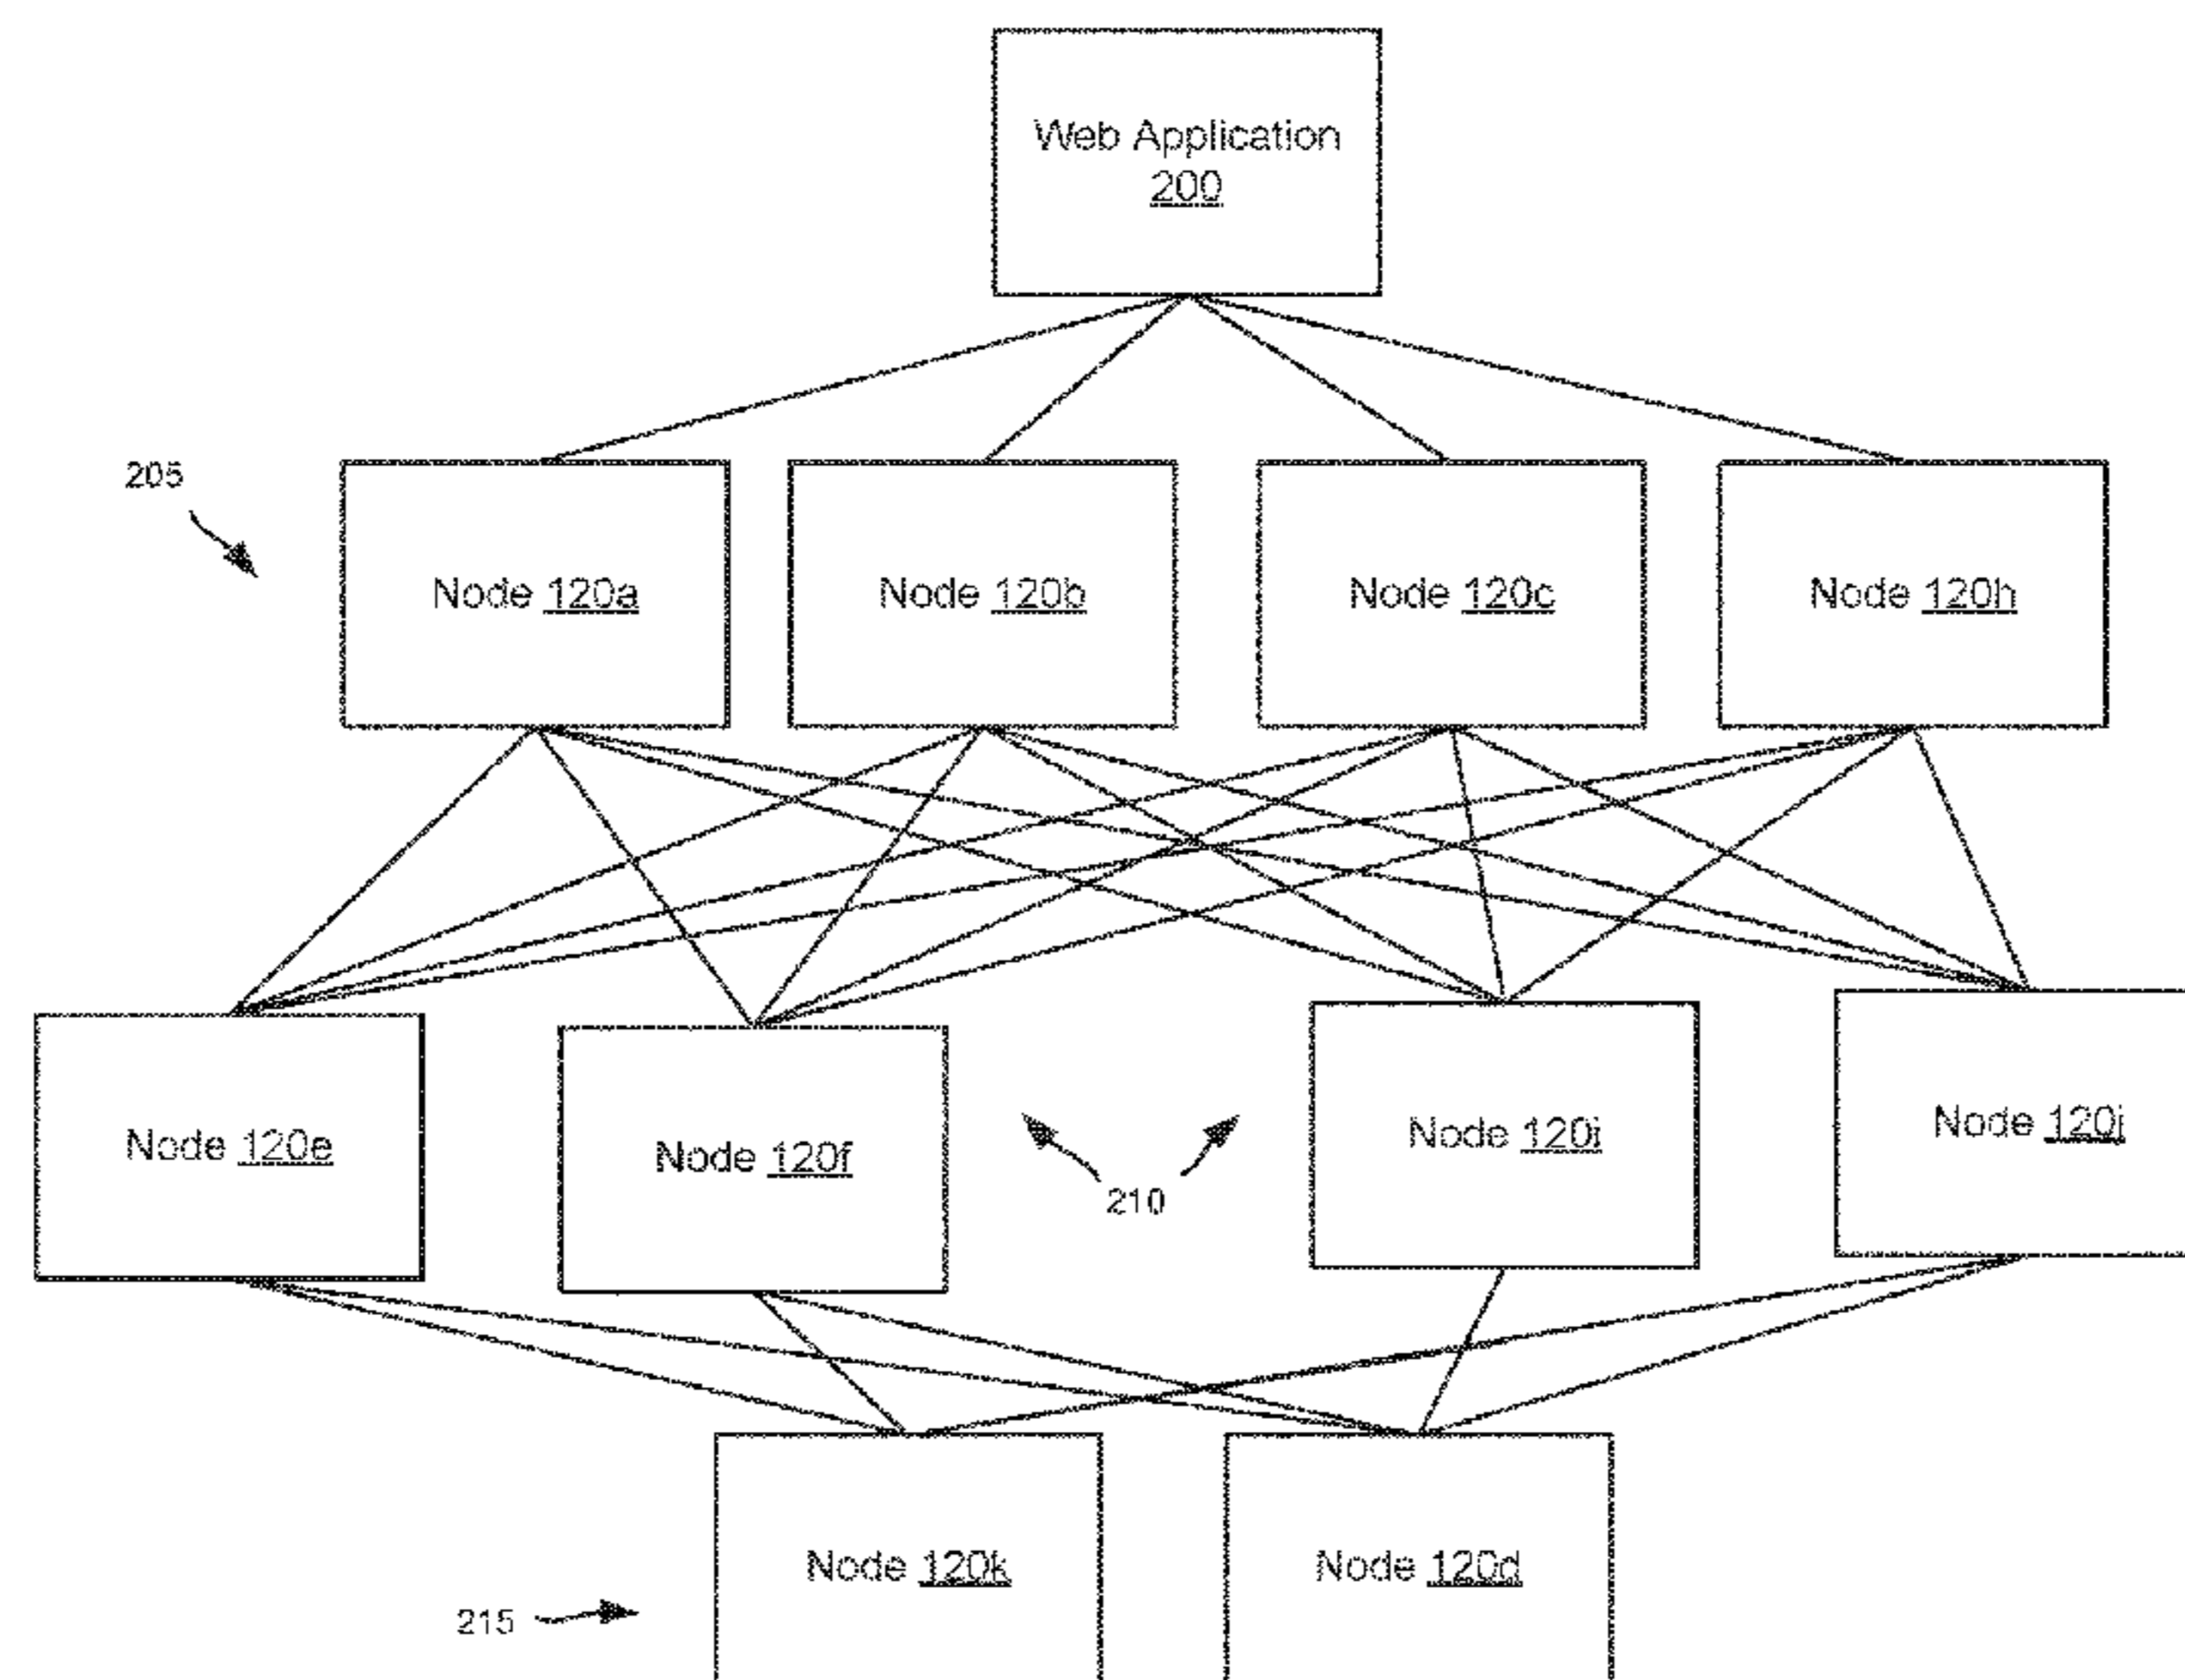 Web Application
200
205
Node 120a
Node 120b
Node 120c
Node 120h
Node 120e
Node 120f
Node 120i
Node 120j
210
Node 120k
Node 120d
215